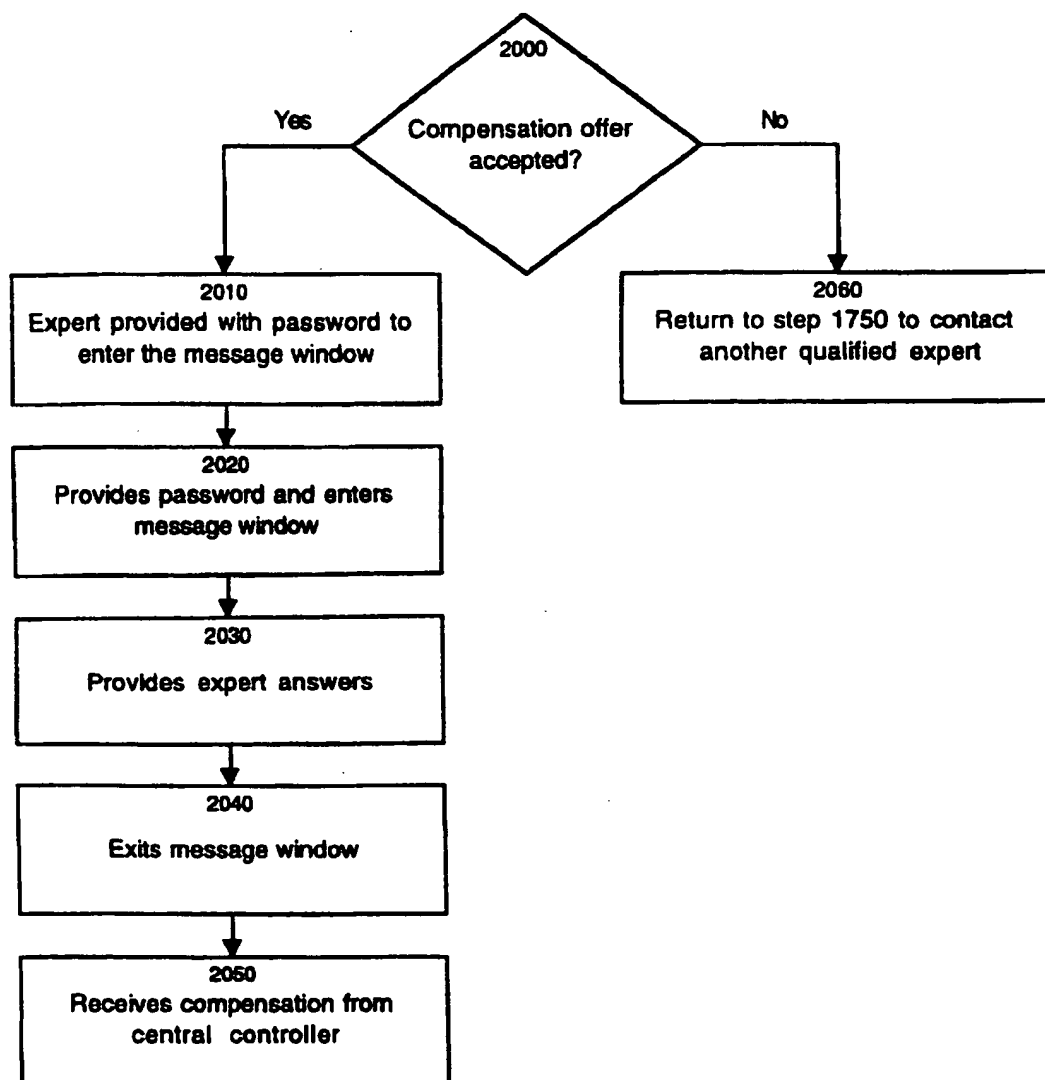 2000
Compensation offer
accepted?
Yes
No
2010
Expert provided with password to
enter the message window
2060
Return to step 1750 to contact
another qualified expert
2020
Provides password and enters
message window
2030
Provides expert answers
2040
Exits message window
2050
Receives compensation from
central controller